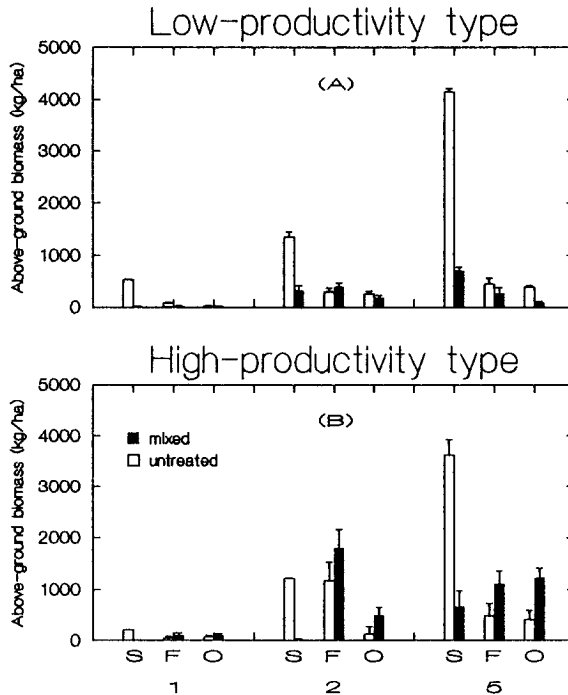 Low-productivity type
(A)
Above-ground biomass (kg/ha)
5000
4000
3000
2000
1000
0
High-productivity type
(B)
Above-ground biomass (kg/ha)
5000
4000
3000
2000
1000
0
mixed
untreated
S F O S F O S F O
1 2 5